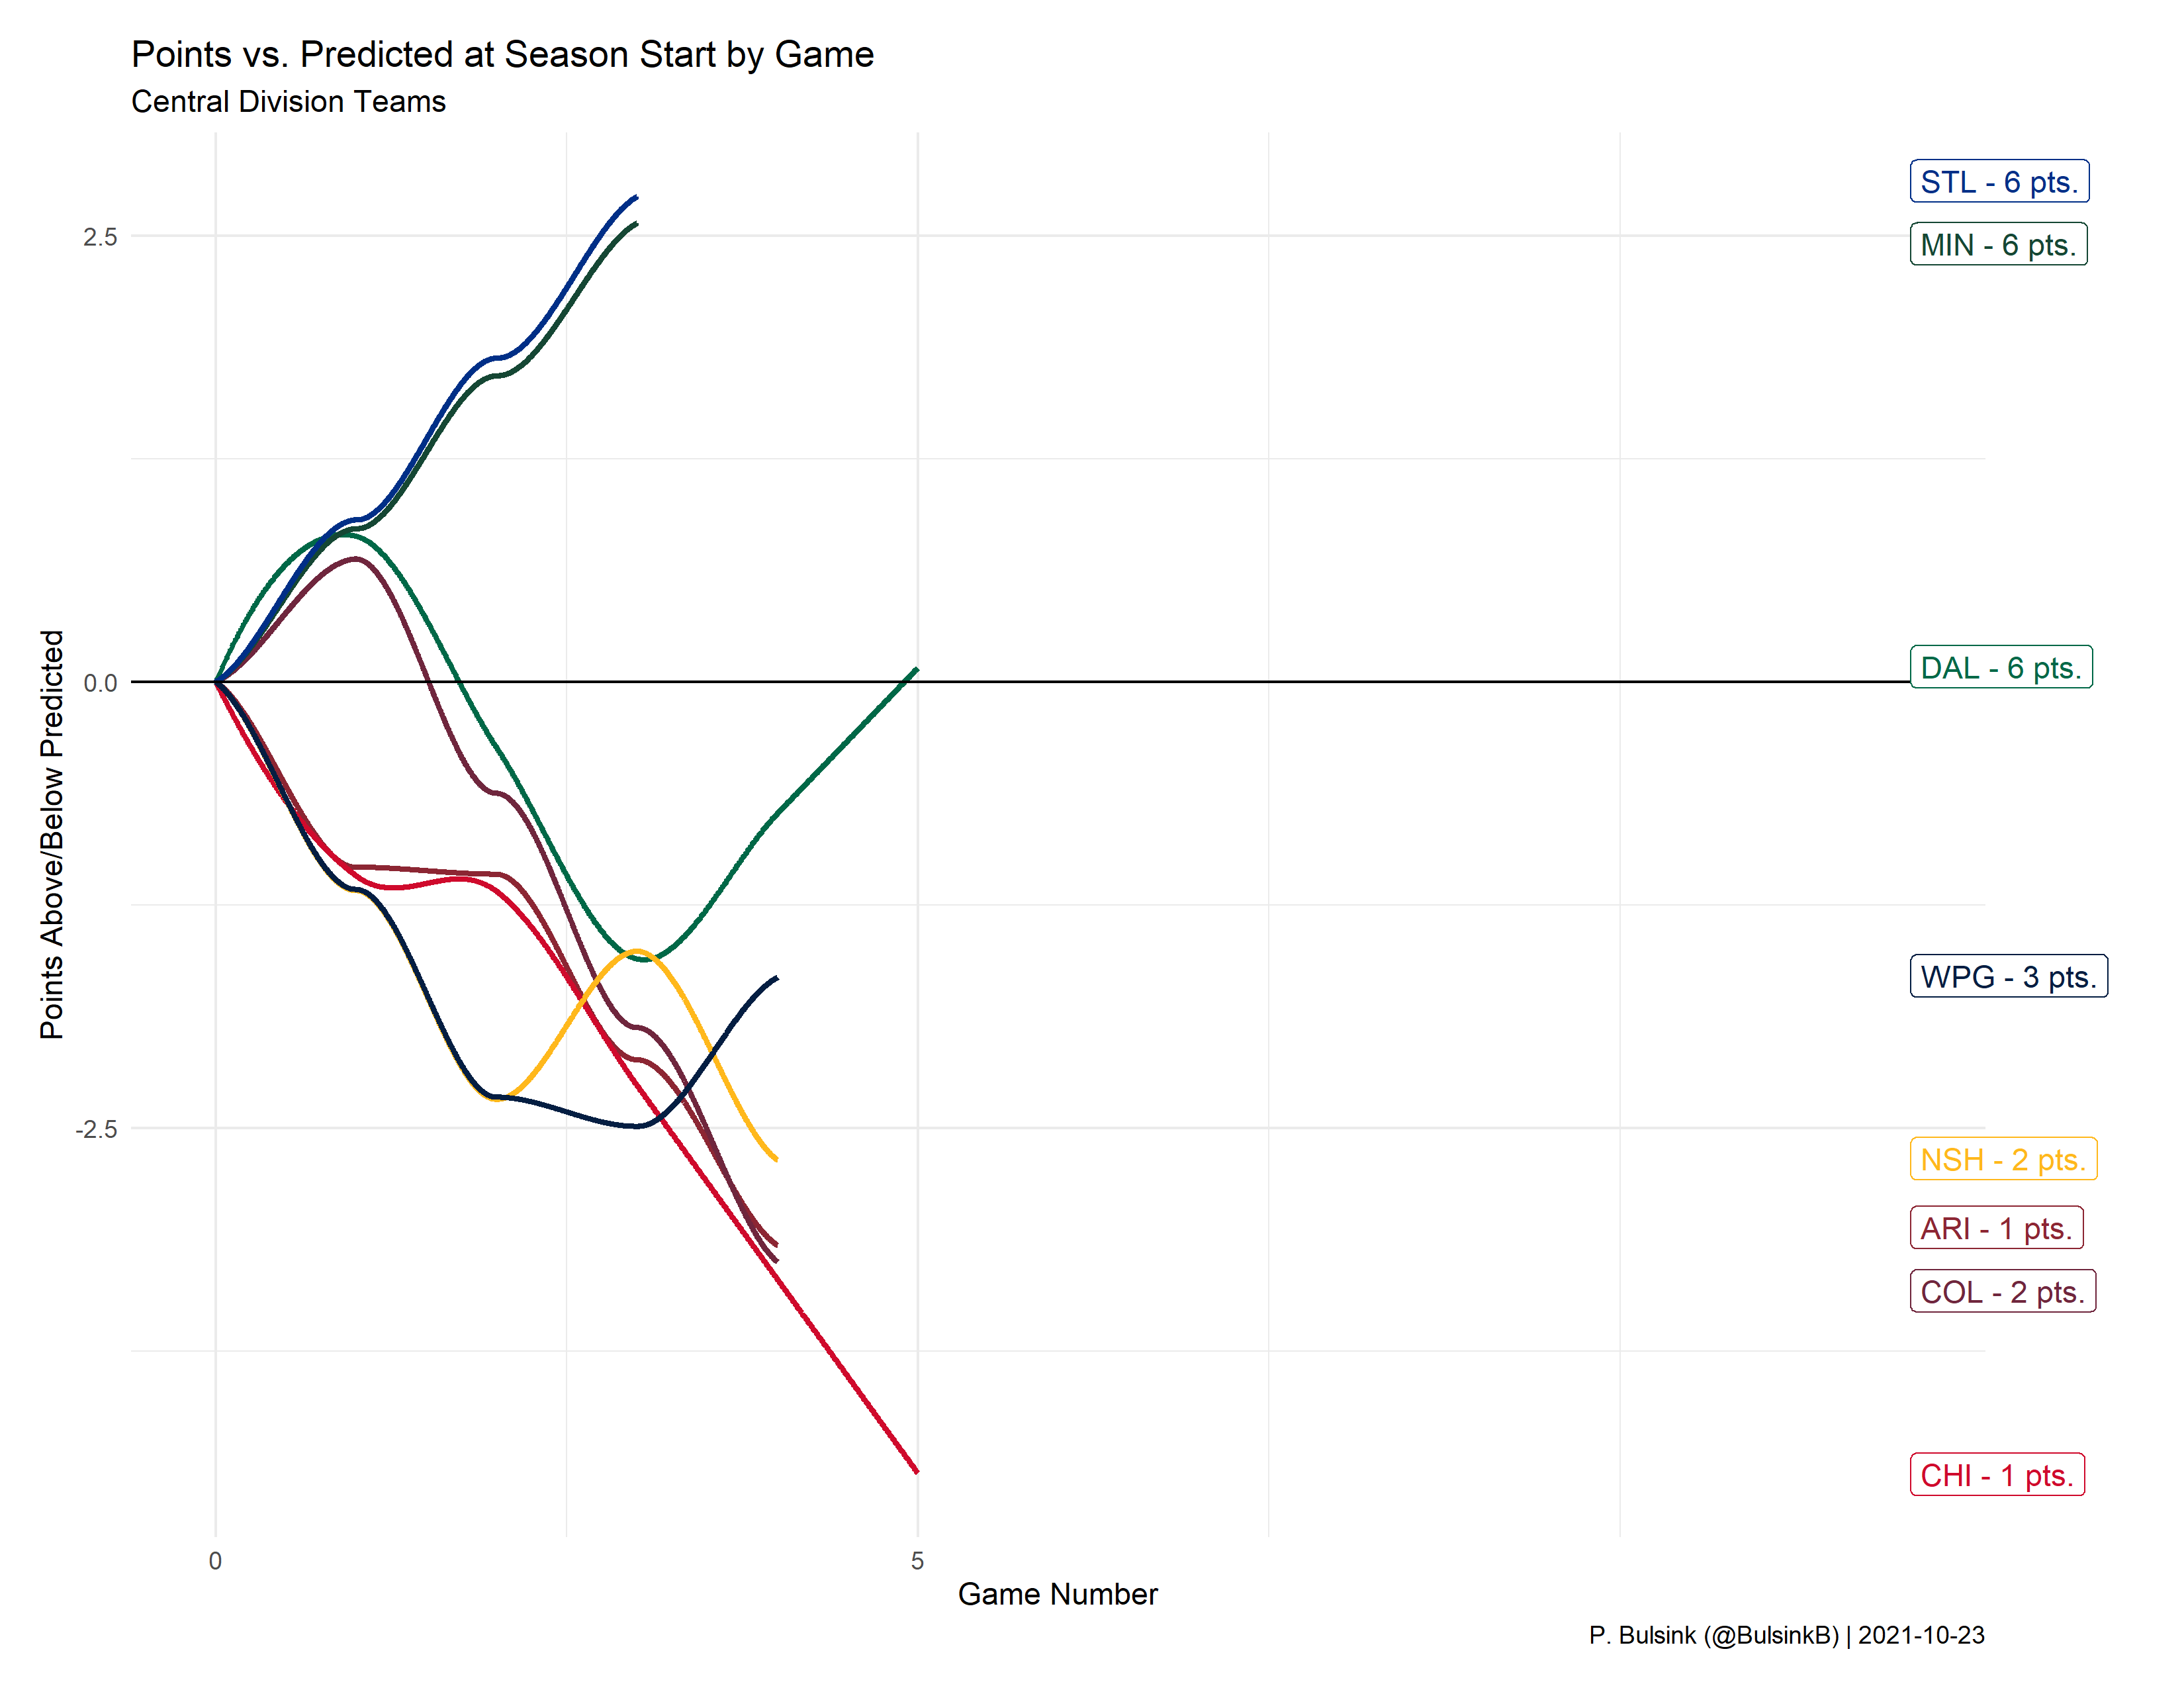 Points vs. Predicted at Season Start by Game
Central Division Teams
Points Above/Below Predicted
2.5
0.0
-2.5
STL - 6 pts.
MIN - 6 pts.
DAL - 6 pts.
WPG - 3 pts.
NSH - 2 pts.
ARI - 1 pts.
COL - 2 pts.
CHI - 1 pts.
0
5
Game Number
P. Bulsink (@BulsinkB) | 2021-10-23